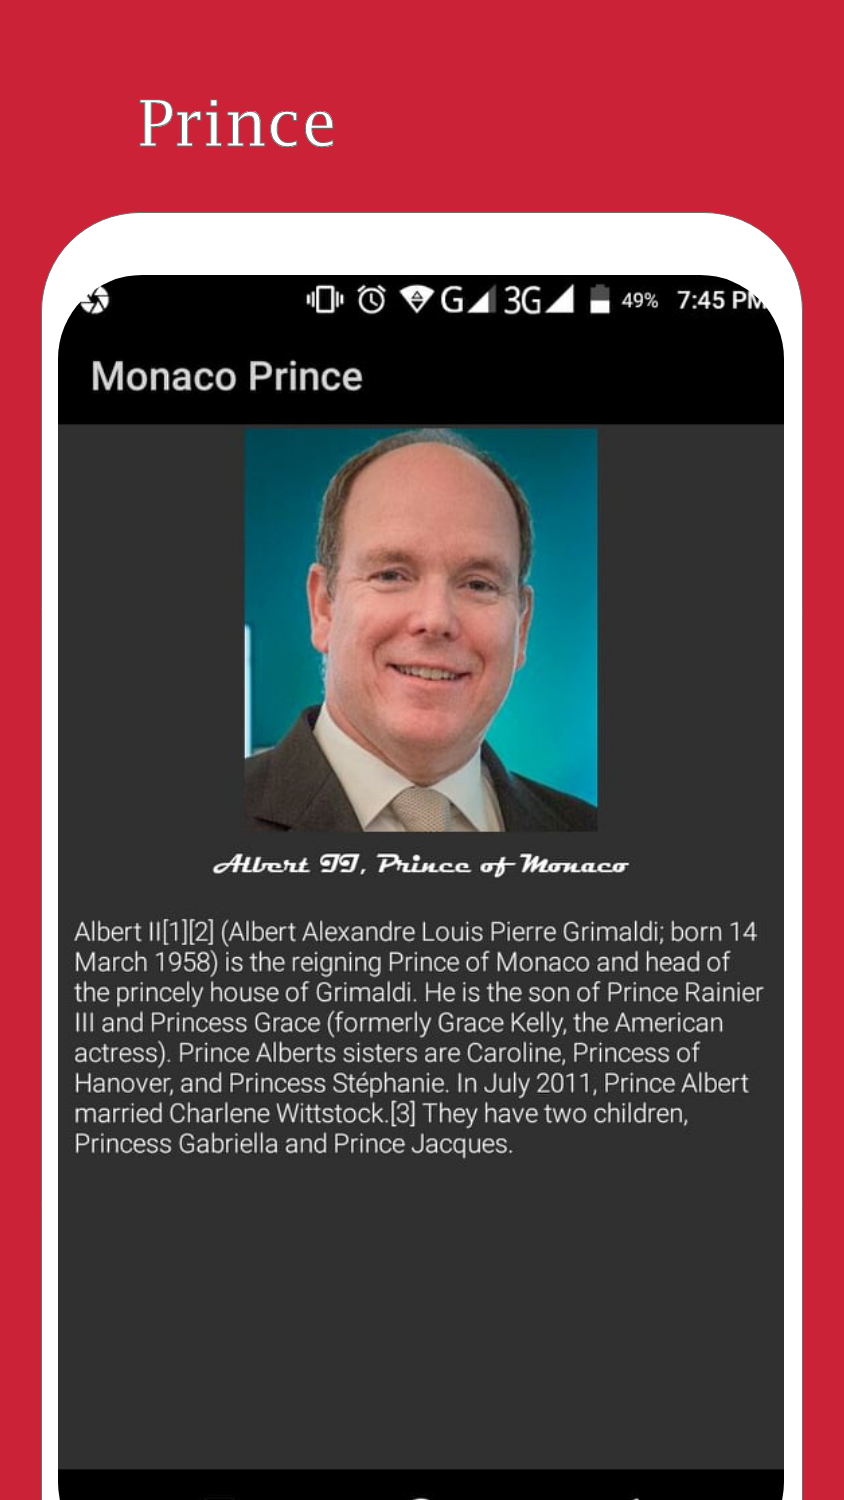 Prince
G 3G 49% 7:45 PM
Monaco Prince
Albert II, Prince of Monaco
Albert II[1][2] (Albert Alexandre Louis Pierre Grimaldi; born 14
March 1958) is the reigning Prince of Monaco and head of
the princely house of Grimaldi. He is the son of Prince Rainier
III and Princess Grace (formerly Grace Kelly, the American
actress). Prince Alberts sisters are Caroline, Princess of
Hanover, and Princess Stéphanie. In July 2011, Prince Albert
married Charlene Wittstock.[3] They have two children,
Princess Gabriella and Prince Jacques.